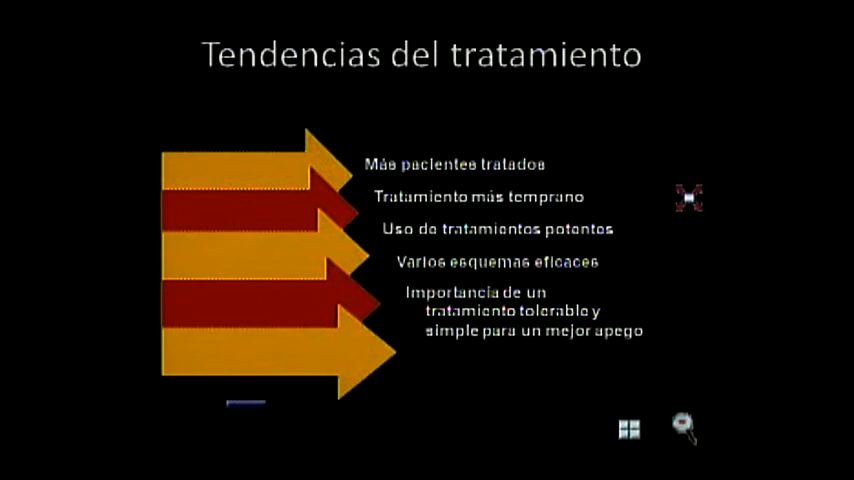 Tendencias del tratamiento
Más pacientes tratados
Tratamiento más temprano
Uso de tratamientos potentes
Varios esquemas eficaces
Importancia de un
tratamiento tolerable y
simple para un mejor apego